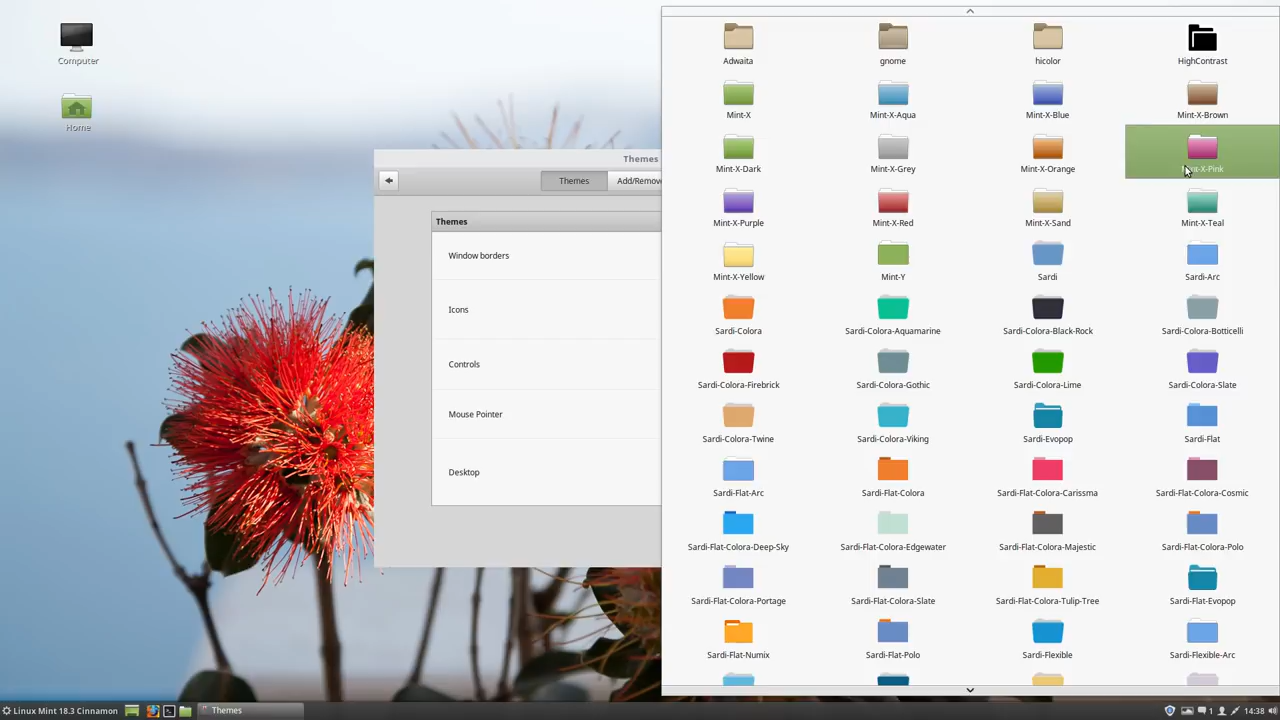 Computer
Home
Themes
Themes
Add/Remove
Themes
Window borders
Icons
Controls
Mouse Pointer
Desktop
Adwaita
gnome
hicolor
HighContrast
Mint-X
Mint-X-Aqua
Mint-X-Blue
Mint-X-Brown
Mint-X-Dark
Mint-X-Grey
Mint-X-Orange
Mint-X-Pink
Mint-X-Purple
Mint-X-Red
Mint-X-Sand
Mint-X-Teal
Mint-X-Yellow
Mint-Y
Sardi
Sardi-Arc
Sardi-Colora
Sardi-Colora-Aquamarine
Sardi-Colora-Black-Rock
Sardi-Colora-Botticelli
Sardi-Colora-Firebrick
Sardi-Colora-Gothic
Sardi-Colora-Lime
Sardi-Colora-Slate
Sardi-Colora-Twine
Sardi-Colora-Viking
Sardi-Evopop
Sardi-Flat
Sardi-Flat-Arc
Sardi-Flat-Colora
Sardi-Flat-Colora-Carissma
Sardi-Flat-Colora-Cosmic
Sardi-Flat-Colora-Deep-Sky
Sardi-Flat-Colora-Edgewater
Sardi-Flat-Colora-Majestic
Sardi-Flat-Colora-Polo
Sardi-Flat-Colora-Portage
Sardi-Flat-Colora-Slate
Sardi-Flat-Colora-Tulip-Tree
Sardi-Flat-Evopop
Sardi-Flat-Numix
Sardi-Flat-Polo
Sardi-Flexible
Sardi-Flexible-Arc
Linux Mint 18.3 Cinnamon
Themes
1
14:38